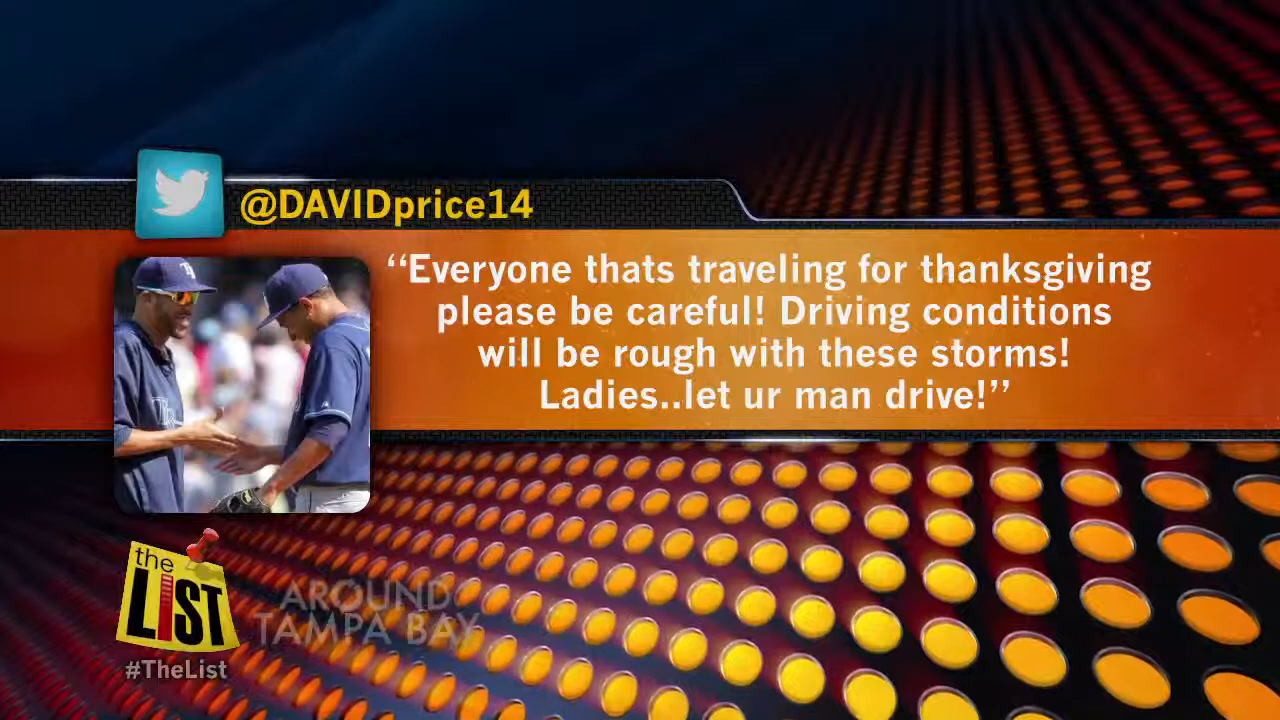 @DAVIDprice14
“Everyone thats traveling for thanksgiving
please be careful! Driving conditions
will be rough with these storms!
Ladies..let ur man drive!”
TB
the
LIST
AROUND
TAMPA BAY
#TheList